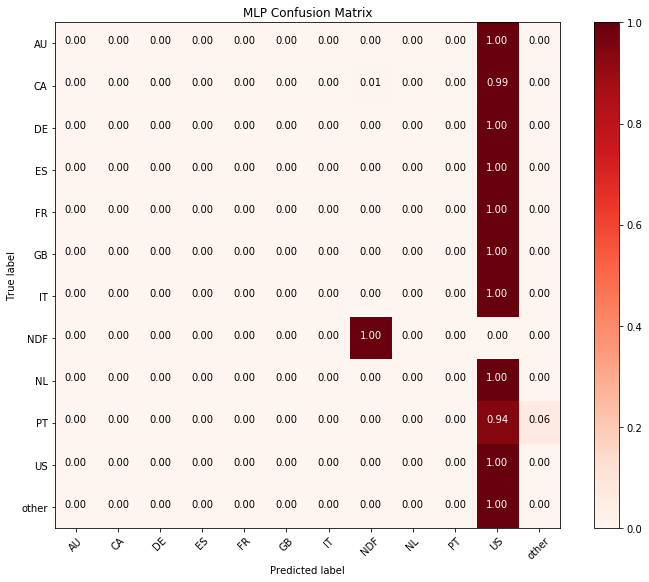 MLP Confusion Matrix
AU 0.00 0.00 0.00 0.00 0.00 0.00 0.00 0.00 0.00 0.00 1.00 0.00
CA 0.00 0.00 0.00 0.00 0.00 0.00 0.00 0.01 0.00 0.00 0.99 0.00
DE 0.00 0.00 0.00 0.00 0.00 0.00 0.00 0.00 0.00 0.00 1.00 0.00
ES 0.00 0.00 0.00 0.00 0.00 0.00 0.00 0.00 0.00 0.00 1.00 0.00
FR 0.00 0.00 0.00 0.00 0.00 0.00 0.00 0.00 0.00 0.00 1.00 0.00
GB 0.00 0.00 0.00 0.00 0.00 0.00 0.00 0.00 0.00 0.00 1.00 0.00
IT 0.00 0.00 0.00 0.00 0.00 0.00 0.00 0.00 0.00 0.00 1.00 0.00
NDF 0.00 0.00 0.00 0.00 0.00 0.00 0.00 1.00 0.00 0.00 0.00 0.00
NL 0.00 0.00 0.00 0.00 0.00 0.00 0.00 0.00 0.00 0.00 1.00 0.00
PT 0.00 0.00 0.00 0.00 0.00 0.00 0.00 0.00 0.00 0.00 0.94 0.06
US 0.00 0.00 0.00 0.00 0.00 0.00 0.00 0.00 0.00 0.00 1.00 0.00
other 0.00 0.00 0.00 0.00 0.00 0.00 0.00 0.00 0.00 0.00 1.00 0.00
AU CA DE ES FR GB IT NDF NL PT US other
Predicted label
True label
1.0
0.8
0.6
0.4
0.2
0.0